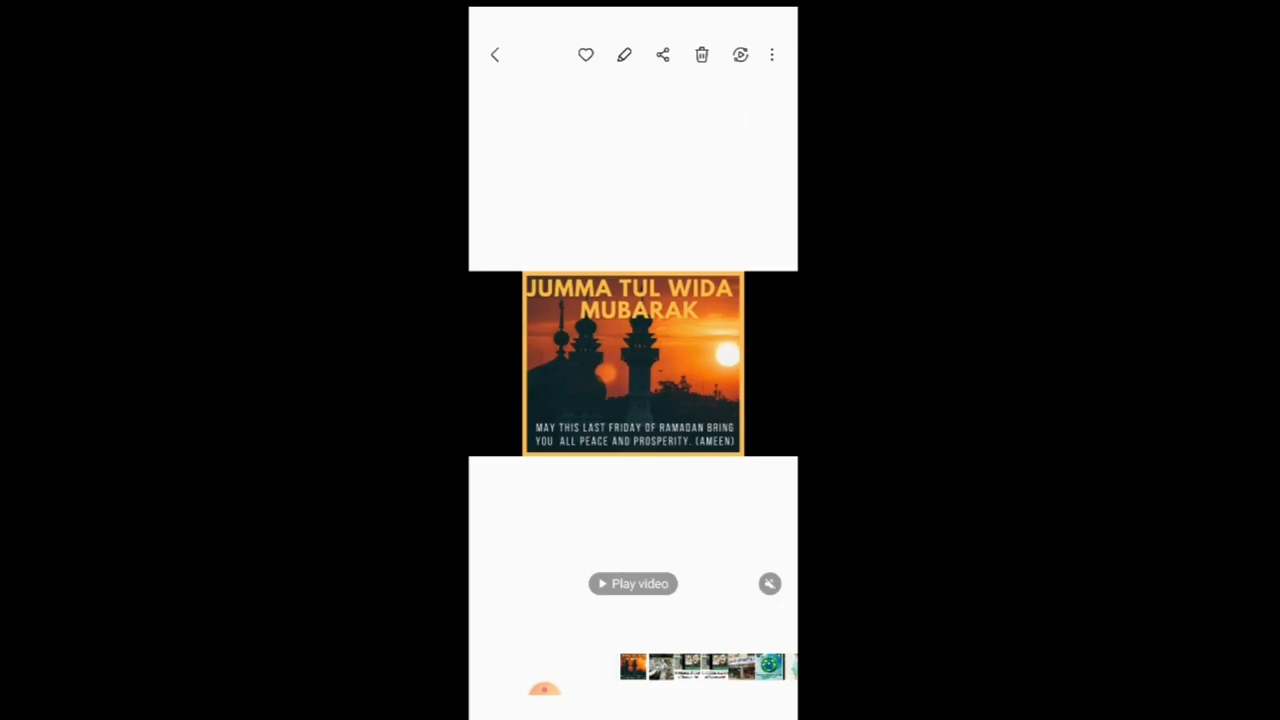 JUMMA TUL WIDA
MUBARAK
MAY THIS LAST FRIDAY OF RAMADAN BRING
YOU ALL PEACE AND PROSPERITY. (AMEEN)
Play video